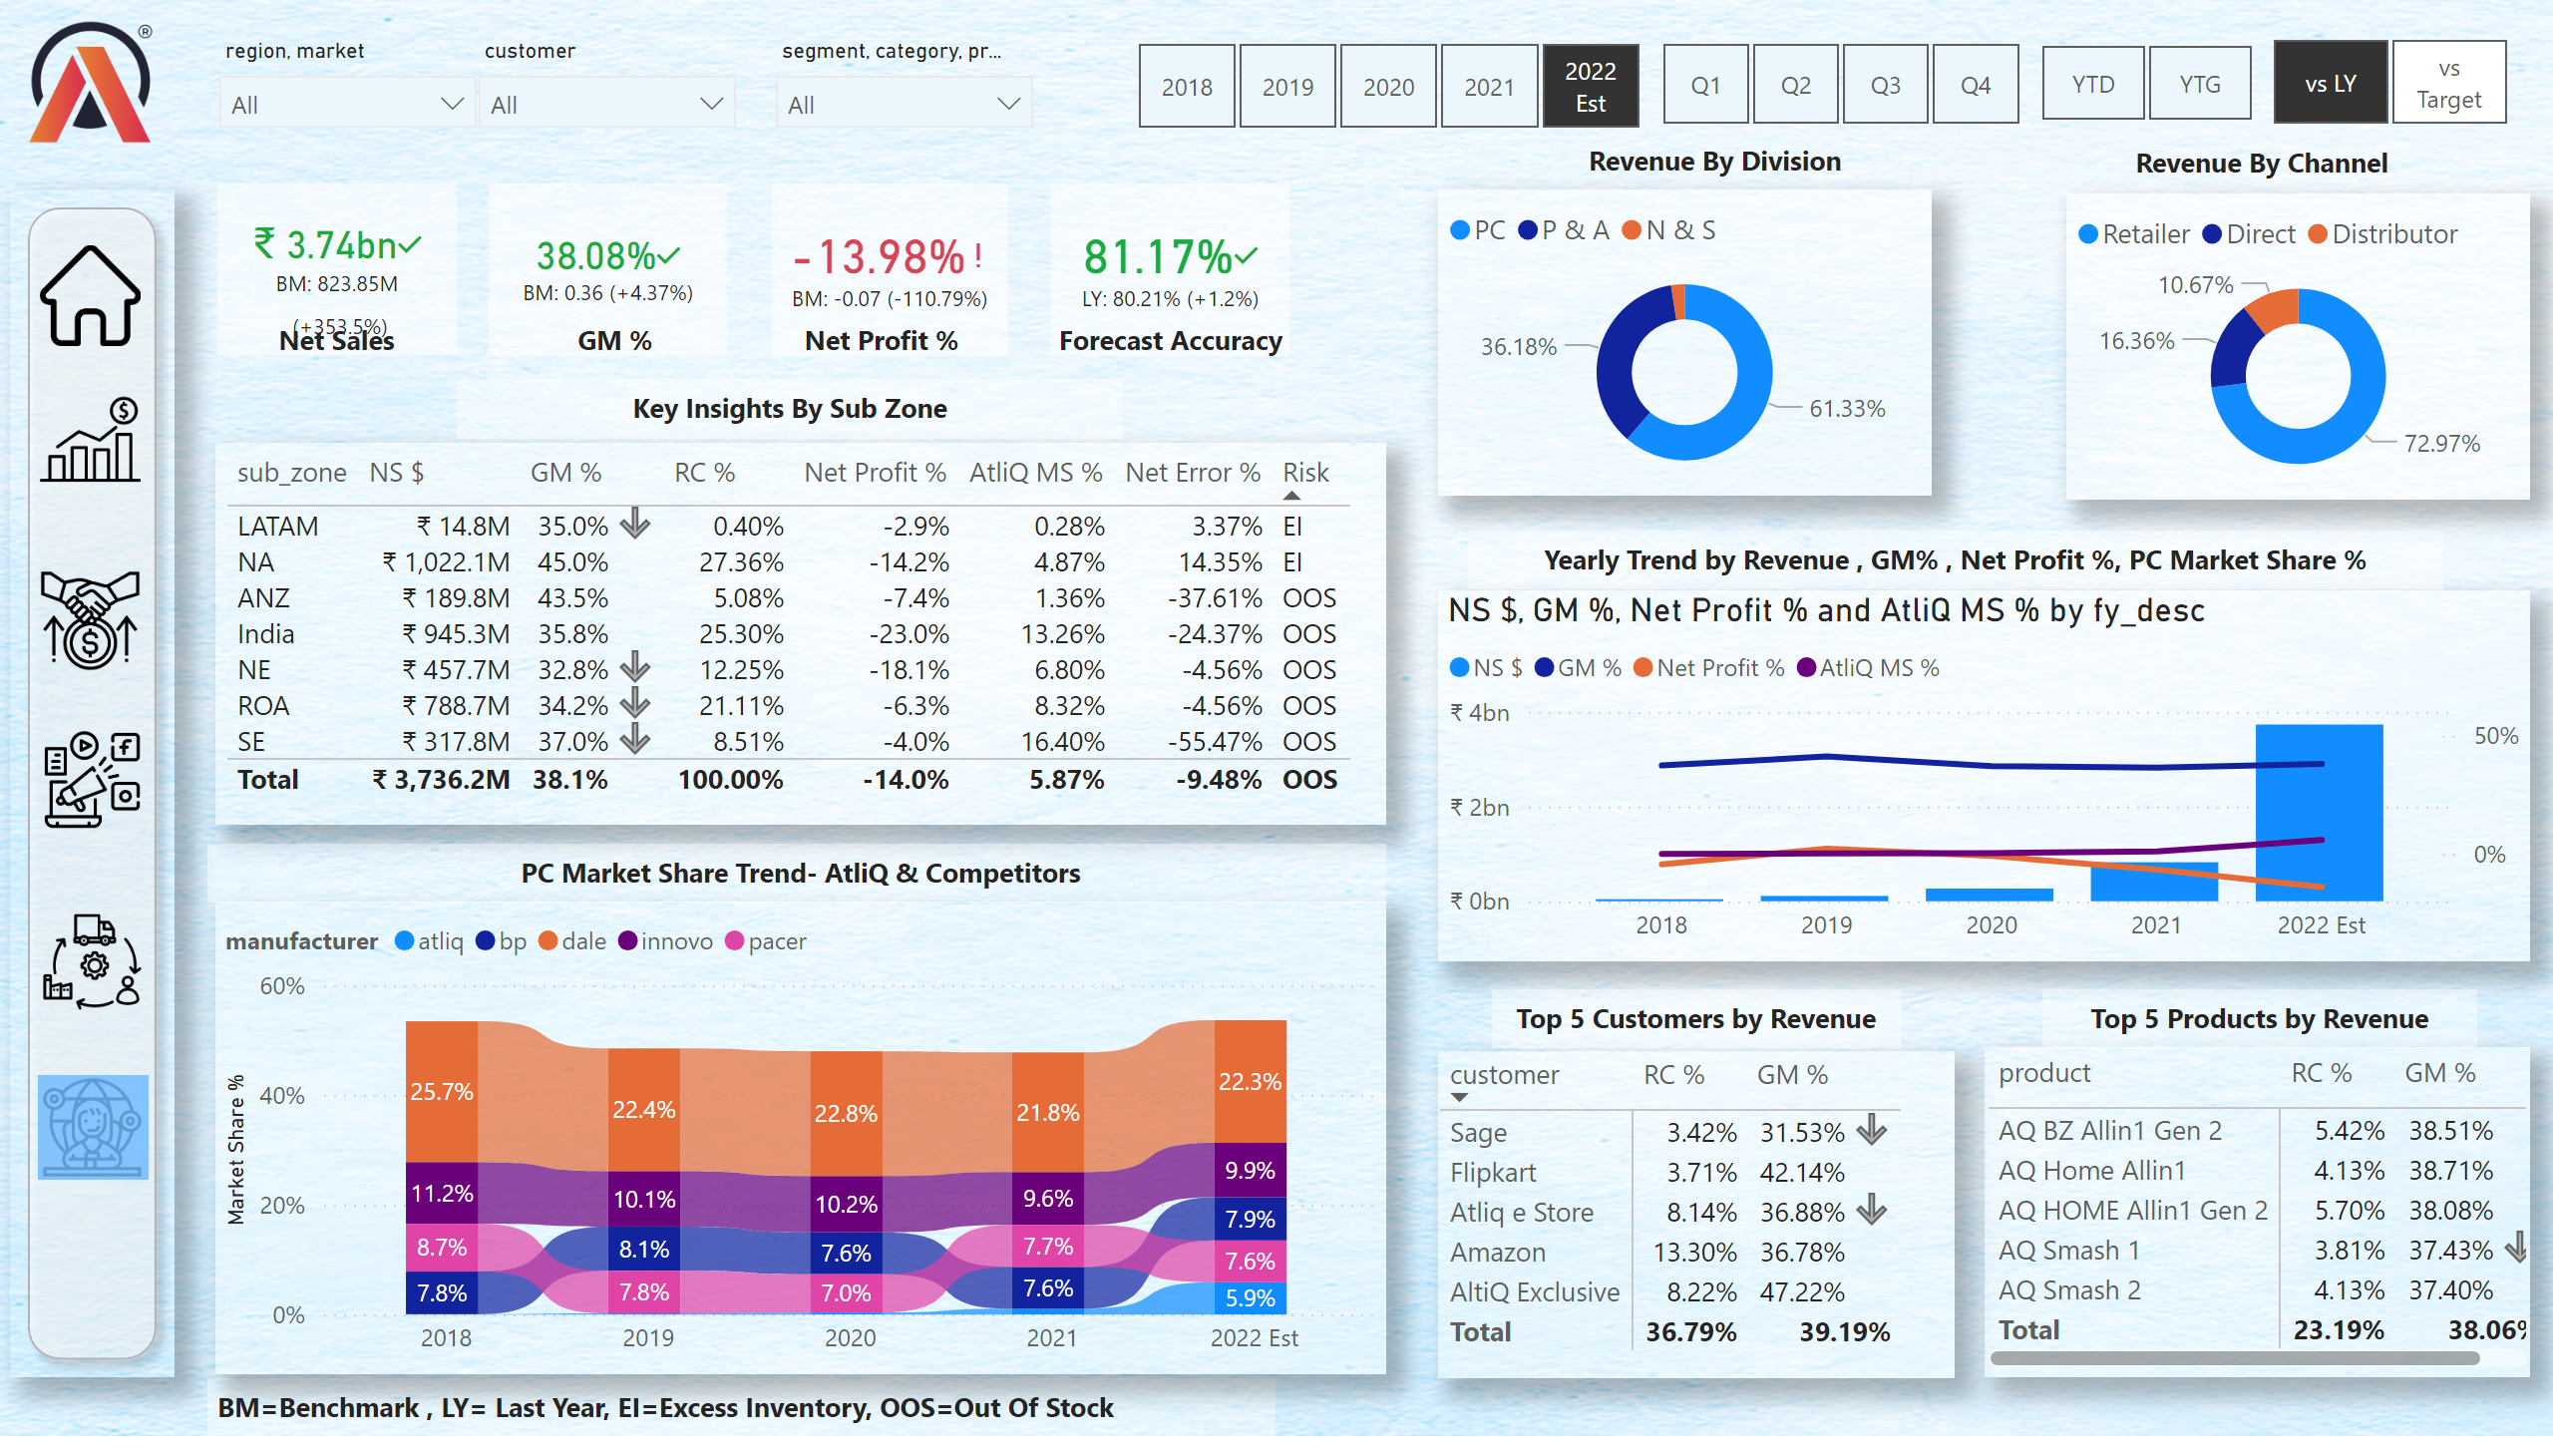 ®
region, market
customer
segment, category, pr...
All
All
All
2018
2019
2020
2021
2022
Est
Q1
Q2
Q3
Q4
YTD
YTG
vs LY
vs
Target
₹ 3.74bn
BM: 823.85M
(+353.5%)
Net Sales
38.08%
BM: 0.36 (+4.37%)
GM %
-13.98% !
BM: -0.07 (-110.79%)
Net Profit %
81.17%
LY: 80.21% (+1.2%)
Forecast Accuracy
Revenue By Division
PC P & A N & S
36.18%
61.33%
Revenue By Channel
Retailer Direct Distributor
10.67%
16.36%
72.97%
Key Insights By Sub Zone
sub_zone NS $ GM % RC % Net Profit % AtliQ MS % Net Error % Risk
LATAM ₹ 14.8M 35.0% 0.40% -2.9% 0.28% 3.37% EI
NA ₹ 1,022.1M 45.0% 27.36% -14.2% 4.87% 14.35% EI
ANZ ₹ 189.8M 43.5% 5.08% -7.4% 1.36% -37.61% OOS
India ₹ 945.3M 35.8% 25.30% -23.0% 13.26% -24.37% OOS
NE ₹ 457.7M 32.8% 12.25% -18.1% 6.80% -4.56% OOS
ROA ₹ 788.7M 34.2% 21.11% -6.3% 8.32% -4.56% OOS
SE ₹ 317.8M 37.0% 8.51% -4.0% 16.40% -55.47% OOS
Total ₹ 3,736.2M 38.1% 100.00% -14.0% 5.87% -9.48% OOS
Yearly Trend by Revenue , GM% , Net Profit %, PC Market Share %
NS $, GM %, Net Profit % and AtliQ MS % by fy_desc
NS $ GM % Net Profit % AtliQ MS %
₹ 4bn
50%
₹ 2bn
0%
₹ 0bn
2018 2019 2020 2021 2022 Est
PC Market Share Trend- AtliQ & Competitors
manufacturer atliq bp dale innovo pacer
Market Share %
60%
40%
20%
0%
25.7% 22.4% 22.8% 21.8% 22.3%
11.2% 10.1% 10.2% 9.6% 9.9%
8.7% 8.1% 7.6% 7.7% 7.9%
7.8% 7.8% 7.0% 7.6% 7.6%
5.9%
2018 2019 2020 2021 2022 Est
Top 5 Customers by Revenue
customer RC % GM %
Sage 3.42% 31.53%
Flipkart 3.71% 42.14%
Atliq e Store 8.14% 36.88%
Amazon 13.30% 36.78%
AltiQ Exclusive 8.22% 47.22%
Total 36.79% 39.19%
Top 5 Products by Revenue
product RC % GM %
AQ BZ Allin1 Gen 2 5.42% 38.51%
AQ Home Allin1 4.13% 38.71%
AQ HOME Allin1 Gen 2 5.70% 38.08%
AQ Smash 1 3.81% 37.43%
AQ Smash 2 4.13% 37.40%
Total 23.19% 38.06%
BM=Benchmark , LY= Last Year, EI=Excess Inventory, OOS=Out Of Stock